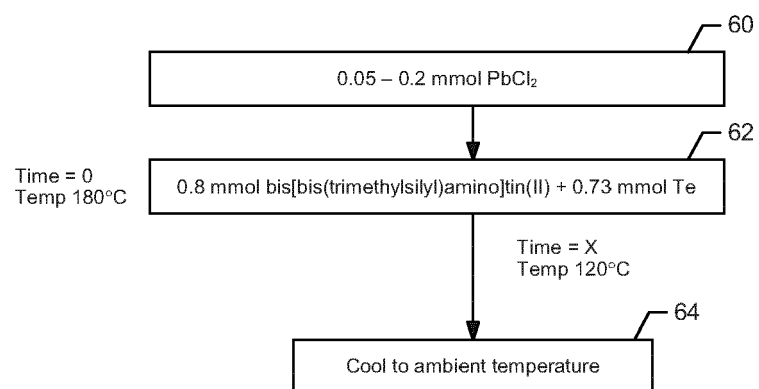 60
0.05 – 0.2 mmol PbCl₂
62
Time = 0
Temp 180°C
0.8 mmol bis[bis(trimethylsilyl)amino]tin(II) + 0.73 mmol Te
Time = X
Temp 120°C
64
Cool to ambient temperature